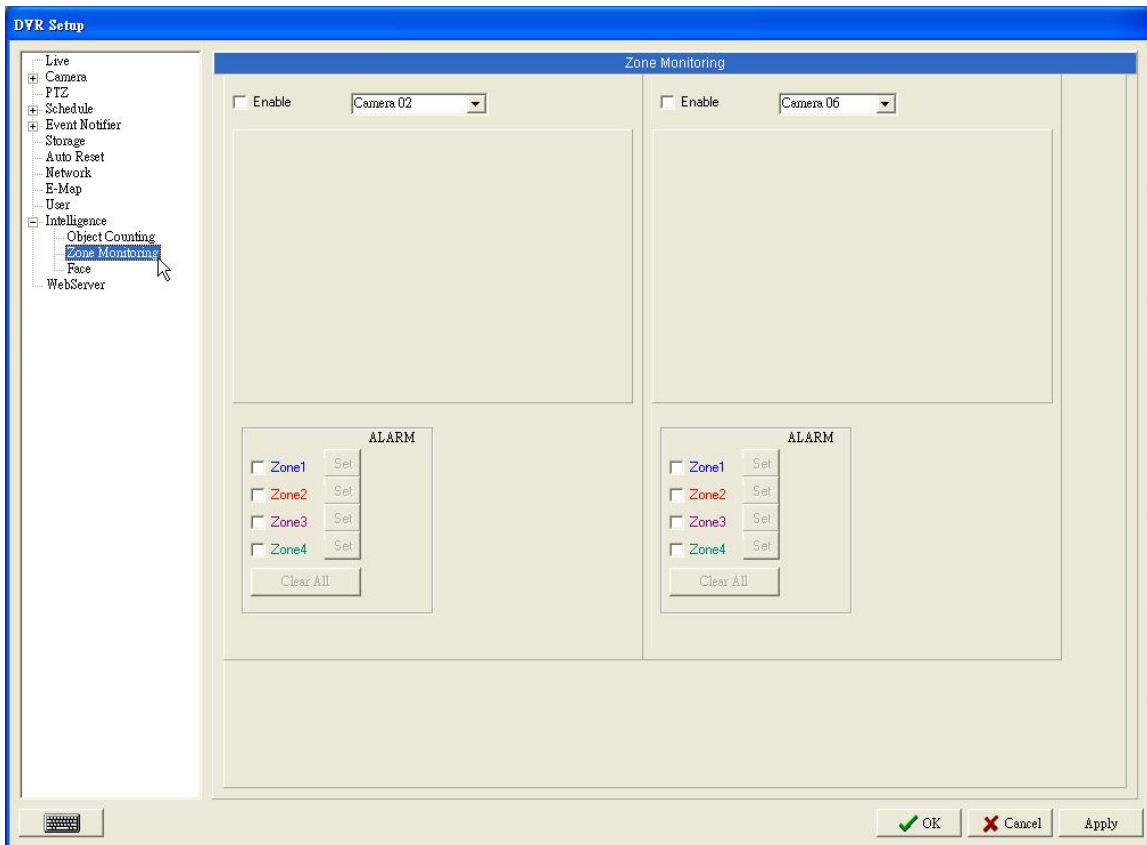 DVR Setup
Live
Camera
PTZ
Schedule
Event Notifier
Storage
Auto Reset
Network
E-Map
User
Intelligence
Object Counting
Zone Monitoring
Face
WebServer
Zone Monitoring
Enable Camera 02
ALARM
Zone1 Set
Zone2 Set
Zone3 Set
Zone4 Set
Clear All
Enable Camera 06
ALARM
Zone1 Set
Zone2 Set
Zone3 Set
Zone4 Set
Clear All
OK Cancel Apply